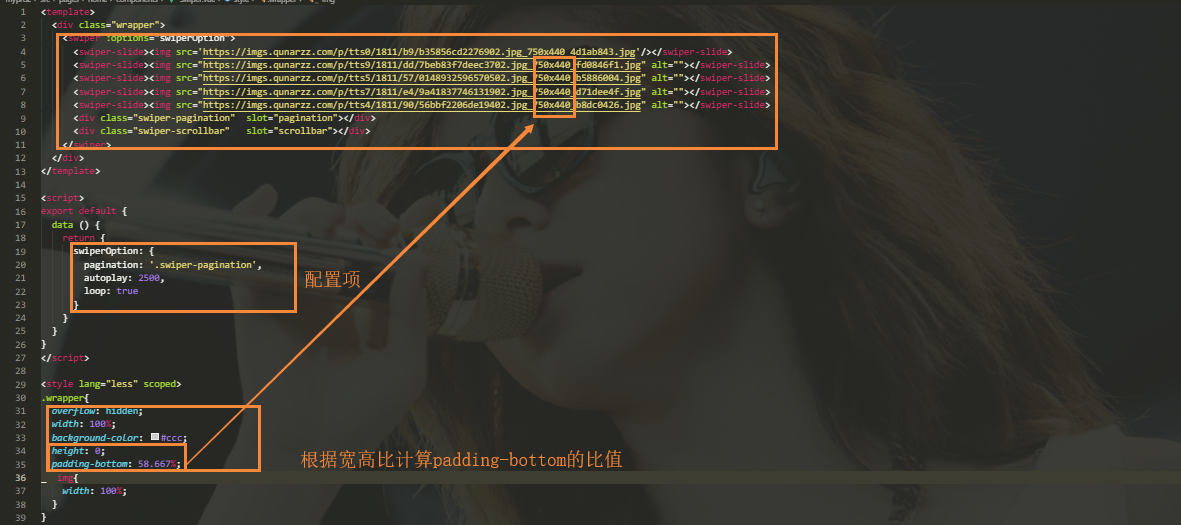 1 <template>
2 <div class="wrapper">
3 <swiper :options="swiperOption">
4 <swiper-slide><img src='https://imgs.qunarzz.com/p/tts0/1811/b9/b35856cd2276902.jpg_750x440_4d1ab843.jpg'/></swiper-slide>
5 <swiper-slide><img src="https://imgs.qunarzz.com/p/tts9/1811/dd/7beb83f7deec3702.jpg_750x440_fd0846f1.jpg" alt=""></swiper-slide>
6 <swiper-slide><img src="https://imgs.qunarzz.com/p/tts5/1811/57/0148932596570502.jpg_750x440_b5886004.jpg" alt=""></swiper-slide>
7 <swiper-slide><img src="https://imgs.qunarzz.com/p/tts7/1811/e4/9a41837746131902.jpg_750x440_d71dee4f.jpg" alt=""></swiper-slide>
8 <swiper-slide><img src="https://imgs.qunarzz.com/p/tts4/1811/90/56bbf2206de19402.jpg_750x440_b8dc0426.jpg" alt=""></swiper-slide>
9 <div class="swiper-pagination" slot="pagination"></div>
10 <div class="swiper-scrollbar" slot="scrollbar"></div>
11 </swiper>
12 </div>
13 </template>
14
15 <script>
16 export default {
17 data () {
18 return {
19 swiperOption: {
20 pagination: '.swiper-pagination',
21 autoplay: 2500,
22 loop: true
23 }
配置项
24 }
25 }
26 }
27 </script>
28
29 <style lang="less" scoped>
30 .wrapper{
31 overflow: hidden;
32 width: 100%;
33 background-color: #ccc;
34 height: 0;
35 padding-bottom: 58.667%;
根据宽高比计算padding-bottom的比值
36 img{
37 width: 100%;
38 }
39 }